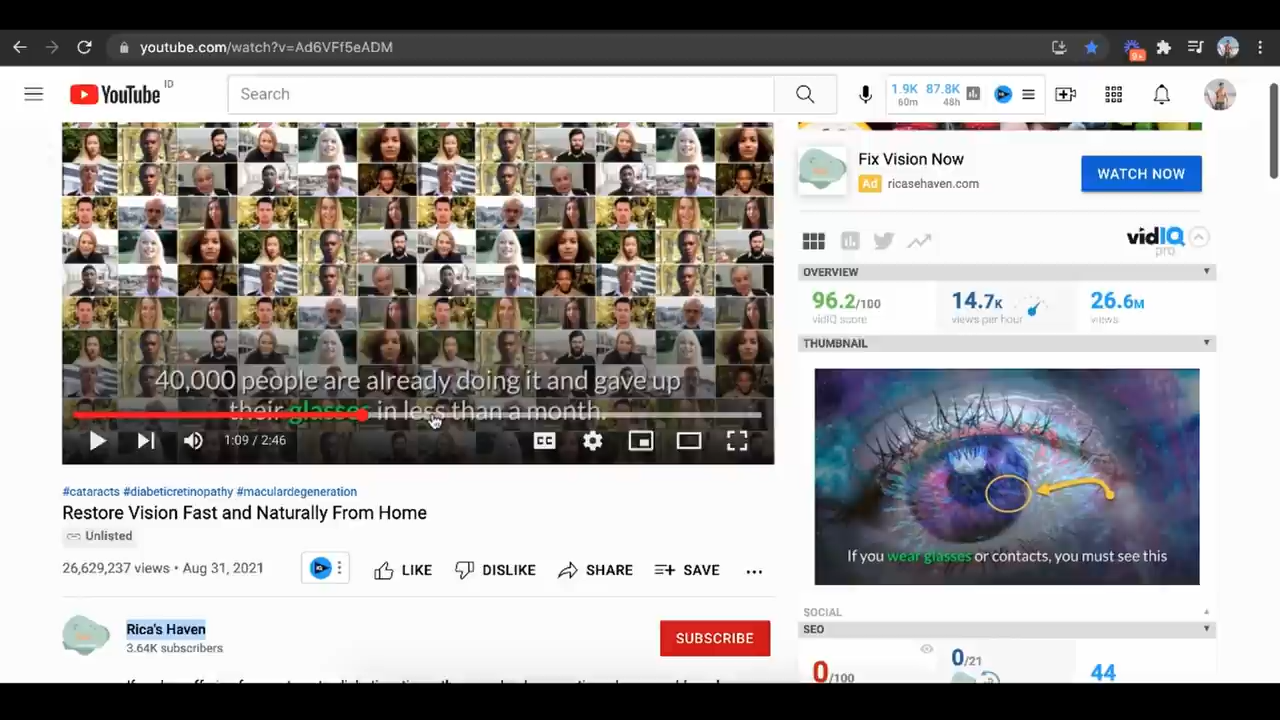 youtube.com/watch?v=Ad6VFf5eADM
9+
YouTube ID
Search
1.9K 87.8K
60m 48h
Fix Vision Now
Ad ricasehaven.com
WATCH NOW
vidIQ
pro
OVERVIEW
96.2/100 14.7K 26.6M
vidIQ score views per hour views
THUMBNAIL
If you wear glasses or contacts, you must see this
SOCIAL
SEO
0/100 0/21 44
40,000 people are already doing it and gave up
their glasses in less than a month.
1:09 / 2:46
CC
#cataracts #diabeticretinopathy #maculardegeneration
Restore Vision Fast and Naturally From Home
Unlisted
26,629,237 views • Aug 31, 2021
LIKE DISLIKE SHARE SAVE
Rica's Haven
3.64K subscribers
SUBSCRIBE